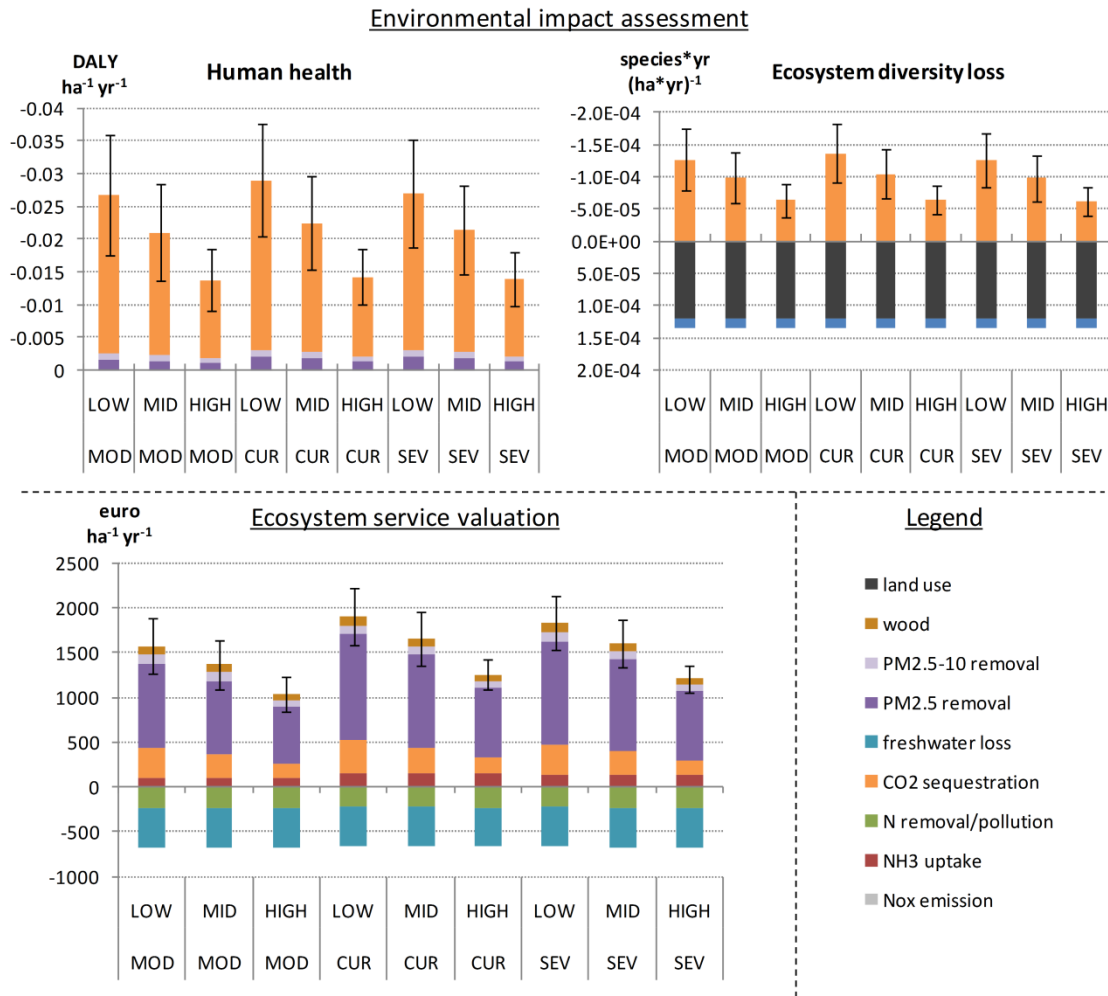 Environmental impact assessment
DALY
ha⁻¹ yr⁻¹
Human health
-0.04
-0.035
-0.03
-0.025
-0.02
-0.015
-0.01
-0.005
0
LOW MID HIGH LOW MID HIGH LOW MID HIGH
MOD MOD MOD CUR CUR CUR SEV SEV SEV
species*yr
(ha*yr)⁻¹
Ecosystem diversity loss
-2.0E-04
-1.5E-04
-1.0E-04
-5.0E-05
0.0E+00
5.0E-05
1.0E-04
1.5E-04
2.0E-04
LOW MID HIGH LOW MID HIGH LOW MID HIGH
MOD MOD MOD CUR CUR CUR SEV SEV SEV
euro
ha⁻¹ yr⁻¹
Ecosystem service valuation
2500
2000
1500
1000
500
0
-500
-1000
LOW MID HIGH LOW MID HIGH LOW MID HIGH
MOD MOD MOD CUR CUR CUR SEV SEV SEV
Legend
land use
wood
PM2.5-10 removal
PM2.5 removal
freshwater loss
CO2 sequestration
N removal/pollution
NH3 uptake
Nox emission